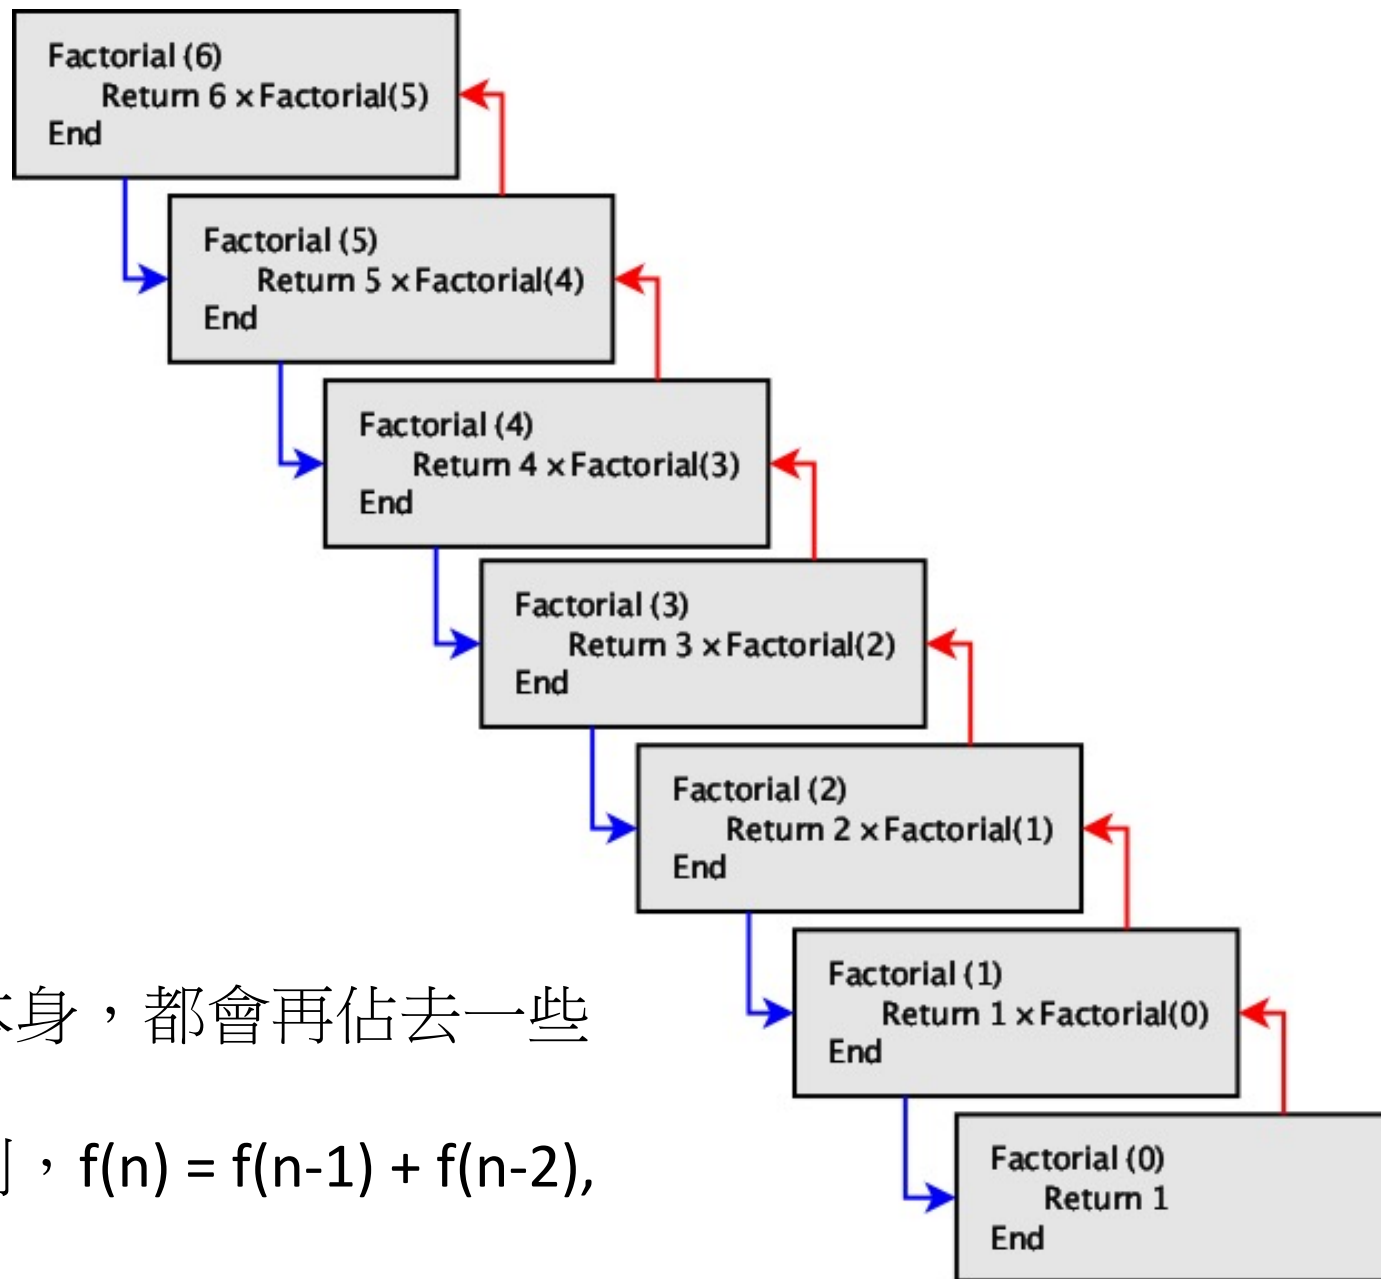 Factorial (6)
Return 6 × Factorial(5)
End
Factorial (5)
Return 5 × Factorial(4)
End
Factorial (4)
Return 4 × Factorial(3)
End
Factorial (3)
Return 3 × Factorial(2)
End
Factorial (2)
Return 2 × Factorial(1)
End
Factorial (1)
Return 1 × Factorial(0)
End
Factorial (0)
Return 1
End
身，都會再佔去一些
，f(n) = f(n-1) + f(n-2),